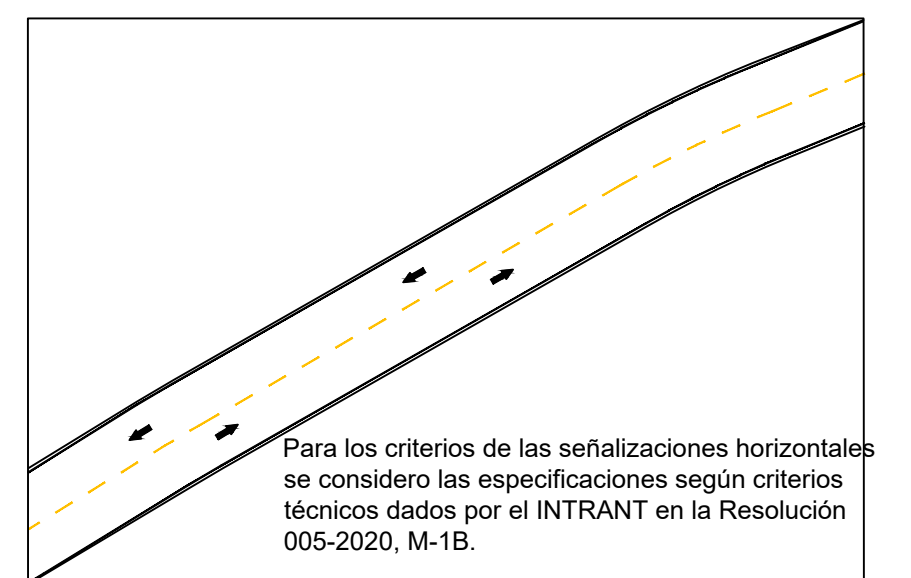 Para los criterios de las señalizaciones horizontales
se considero las especificaciones según criterios
técnicos dados por el INTRANT en la Resolución
005-2020, M-1B.